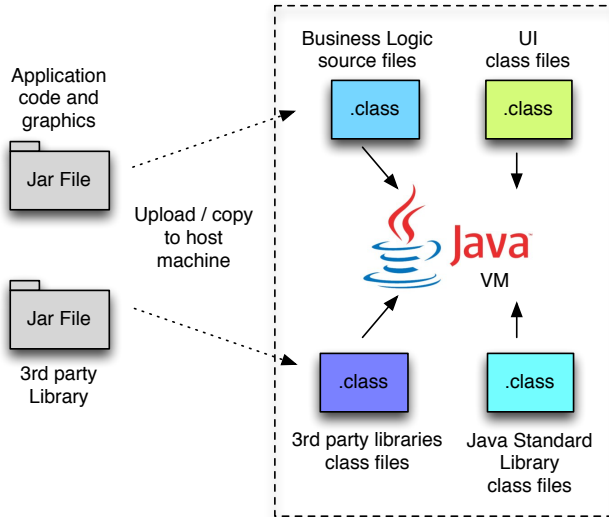 Application
code and
graphics
Jar File
Upload / copy
to host
machine
Jar File
3rd party
Library
Business Logic
source files
.class
UI
class files
.class
Java™
VM
.class
3rd party libraries
class files
.class
Java Standard
Library
class files